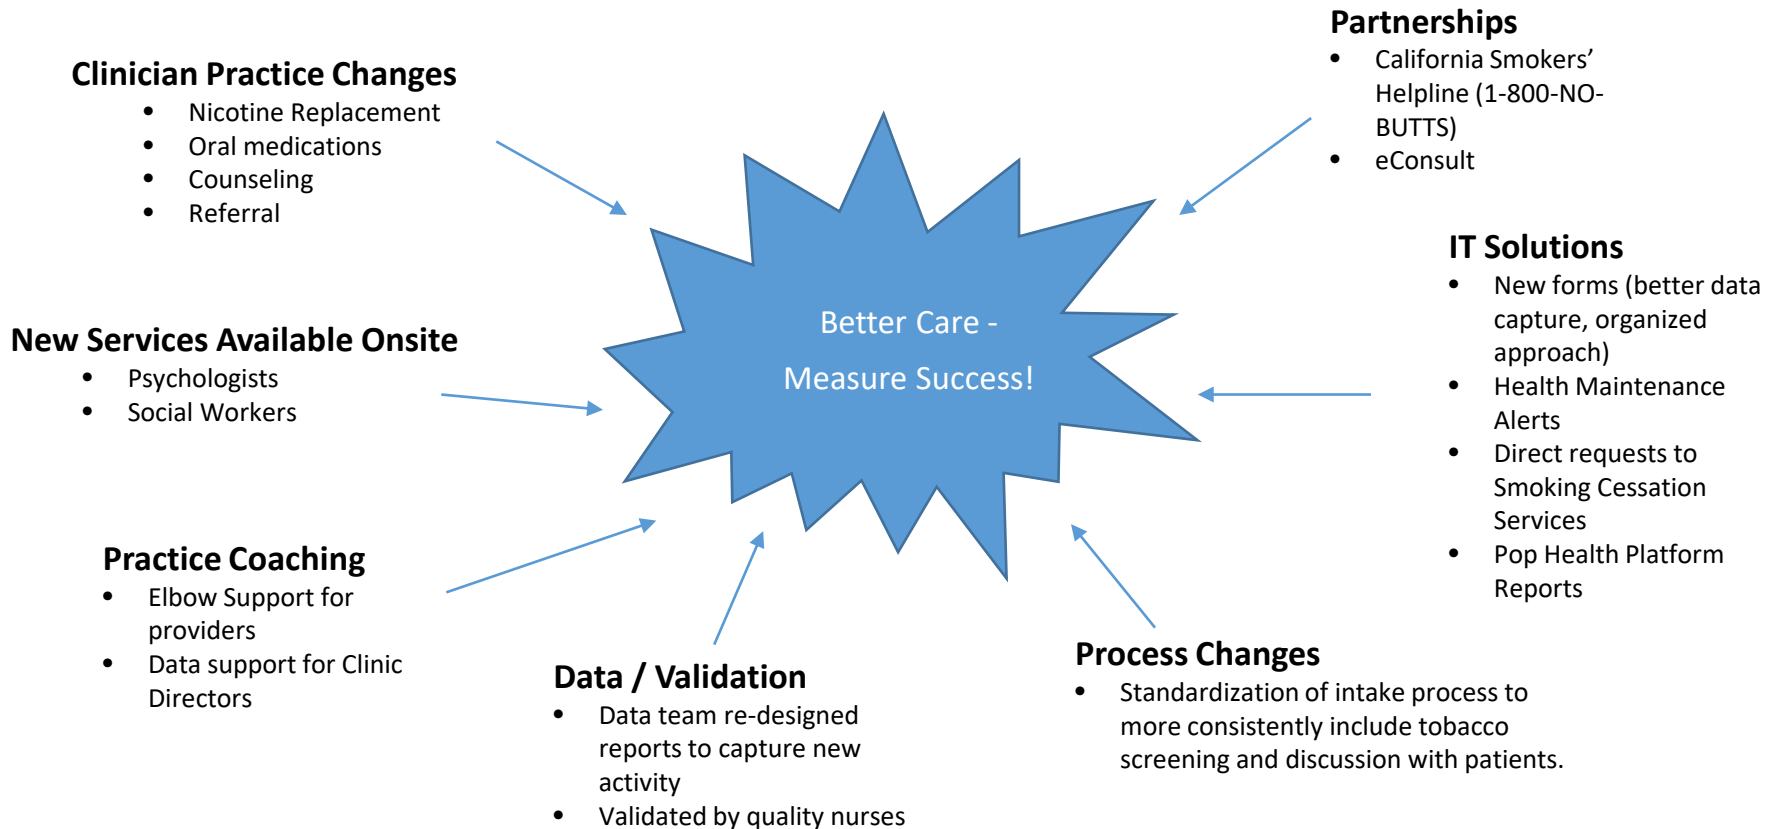 Clinician Practice Changes
• Nicotine Replacement
• Oral medications
• Counseling
• Referral
New Services Available Onsite
• Psychologists
• Social Workers
Practice Coaching
• Elbow Support for
providers
• Data support for Clinic
Directors
Data / Validation
• Data team re-designed
reports to capture new
activity
• Validated by quality nurses
Better Care -
Measure Success!
Partnerships
• California Smokers’
Helpline (1-800-NO-
BUTTS)
• eConsult
IT Solutions
• New forms (better data
capture, organized
approach)
• Health Maintenance
Alerts
• Direct requests to
Smoking Cessation
Services
• Pop Health Platform
Reports
Process Changes
• Standardization of intake process to
more consistently include tobacco
screening and discussion with patients.